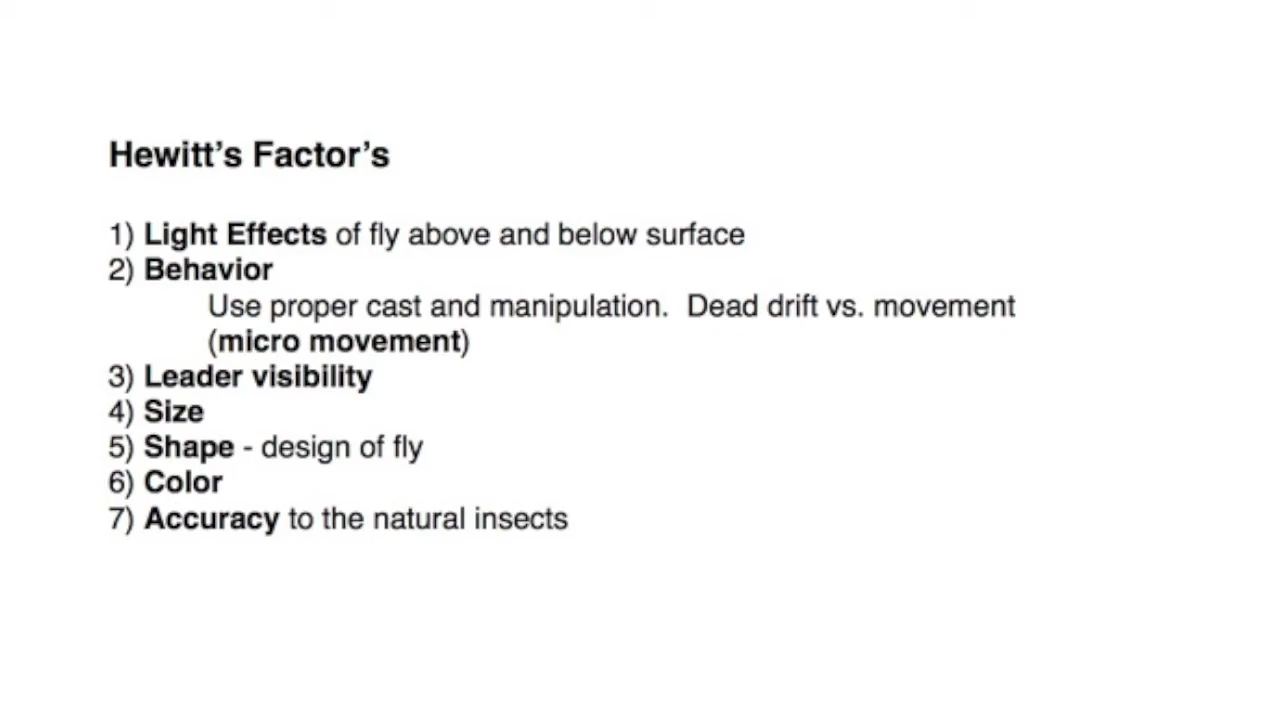 Hewitt’s Factor’s
1) Light Effects of fly above and below surface
2) Behavior
Use proper cast and manipulation.  Dead drift vs. movement
(micro movement)
3) Leader visibility
4) Size
5) Shape - design of fly
6) Color
7) Accuracy to the natural insects